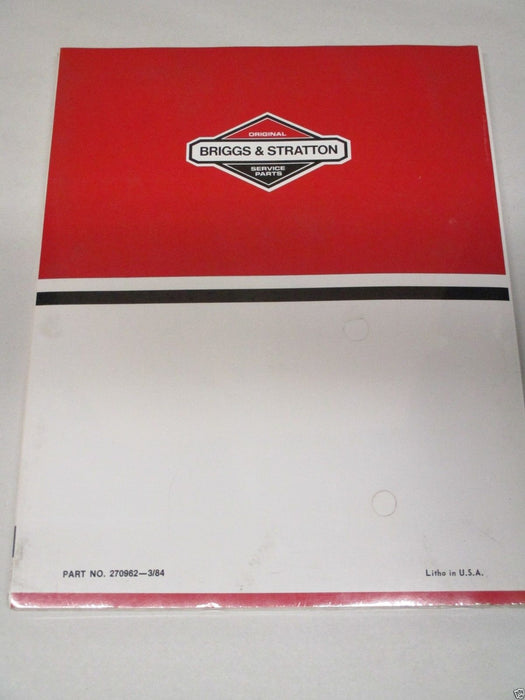 ORIGINAL
BRIGGS & STRATTON
SERVICE
PARTS
PART NO. 270962—3/84
Litho in U.S.A.